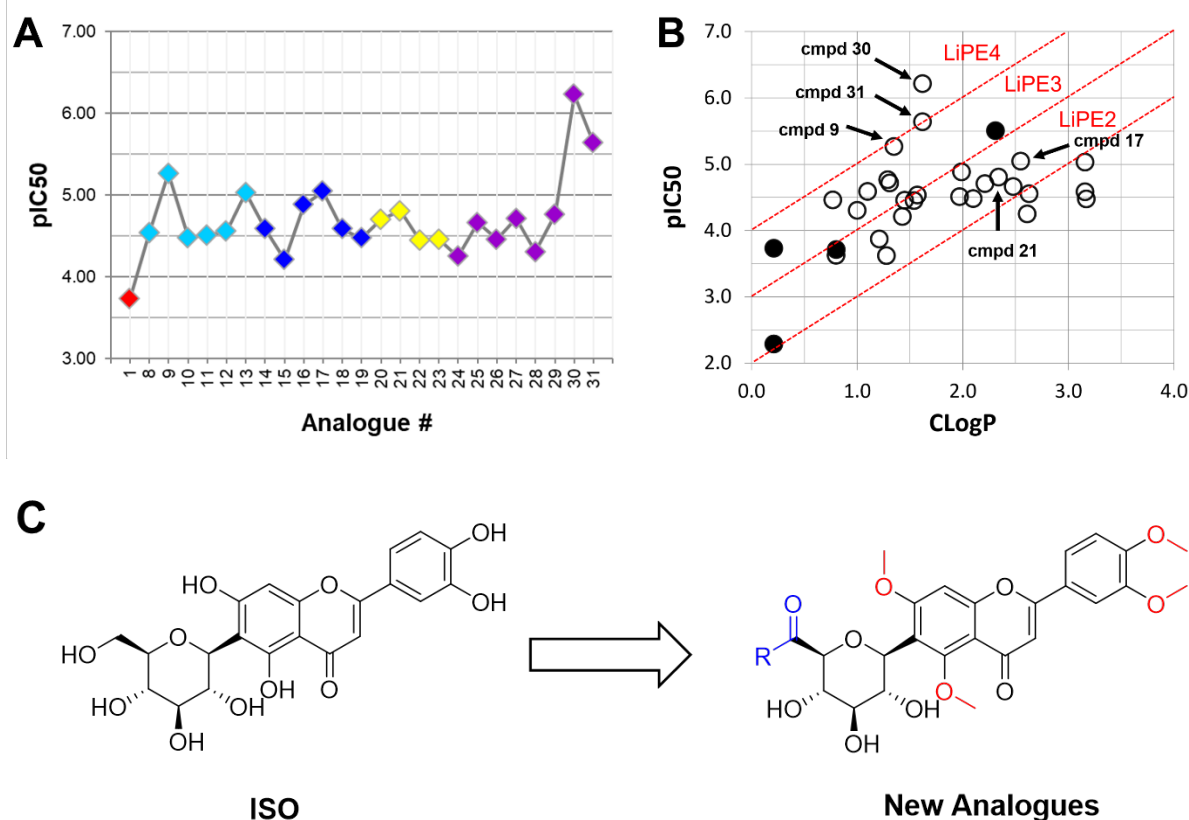 A
pIC50
7.00
6.00
5.00
4.00
3.00
1 8 9 10 11 12 13 14 15 16 17 18 19 20 21 22 23 24 25 26 27 28 29 30 31
Analogue #
B
pIC50
7.0
6.0
5.0
4.0
3.0
2.0
0.0 1.0 2.0 3.0 4.0
CLogP
cmpd 30
cmpd 31
cmpd 9
LiPE4
LiPE3
LiPE2
cmpd 17
cmpd 21
C
OH
OH
HO
O
O
OH
HO
O
HO
OH
OH
ISO
O
O
O
O
O
R
O
O
O
HO
OH
OH
New Analogues